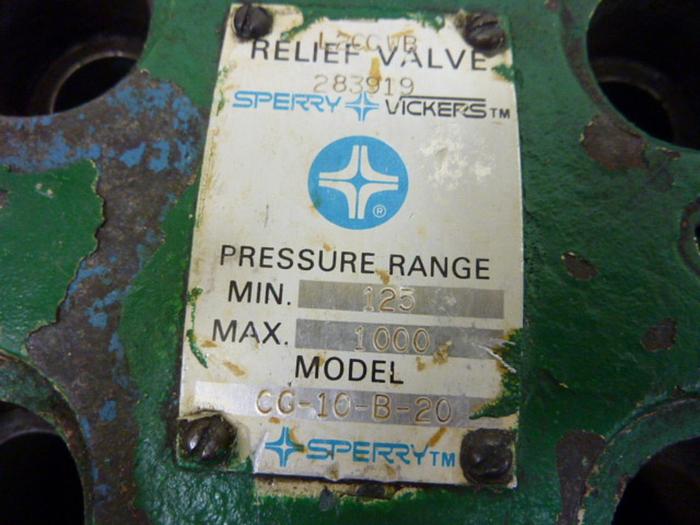 RELIEF VALVE
283919
SPERRY VICKERS™
®
PRESSURE RANGE
MIN. 125
MAX. 1000
MODEL
CG-10-B-20
SPERRY™